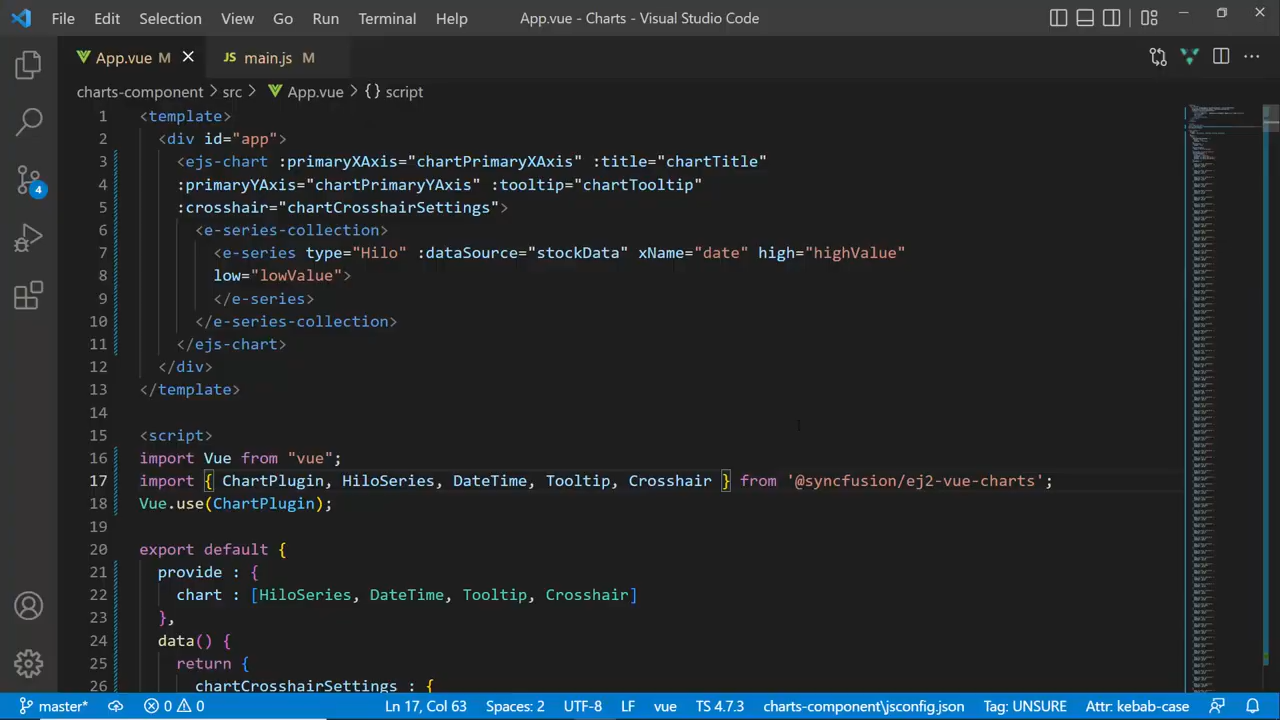 File Edit Selection View Go Run Terminal Help App.vue - Charts - Visual Studio Code
App.vue M JS main.js M
charts-component > src > App.vue > {} script
1 <template>
2 <div id="app">
3 <ejs-chart :primaryXAxis="chartPrimaryXAxis" :title="chartTitle"
4 :primaryYAxis="chartPrimaryYAxis" :tooltip="chartTooltip"
5 :crosshair="chartCrosshairSettings">
6 <e-series-collection>
7 <e-series type="Hilo" :dataSource="stockData" xName="date" high="highValue"
8 low="lowValue">
9 </e-series>
10 </e-series-collection>
11 </ejs-chart>
12 </div>
13 </template>
14
15 <script>
16 import Vue from "vue";
17 import { ChartPlugin, HiloSeries, DateTime, Tooltip, Crosshair } from '@syncfusion/ej2-vue-charts';
18 Vue.use(ChartPlugin);
19
20 export default {
21 provide : {
22 chart : [HiloSeries, DateTime, Tooltip, Crosshair]
23 },
24 data() {
25 return {
26 chartCrosshairSettings : {
4
master* 0 0 Ln 17, Col 63 Spaces: 2 UTF-8 LF vue TS 4.7.3 charts-component\jsconfig.json Tag: UNSURE Attr: kebab-case